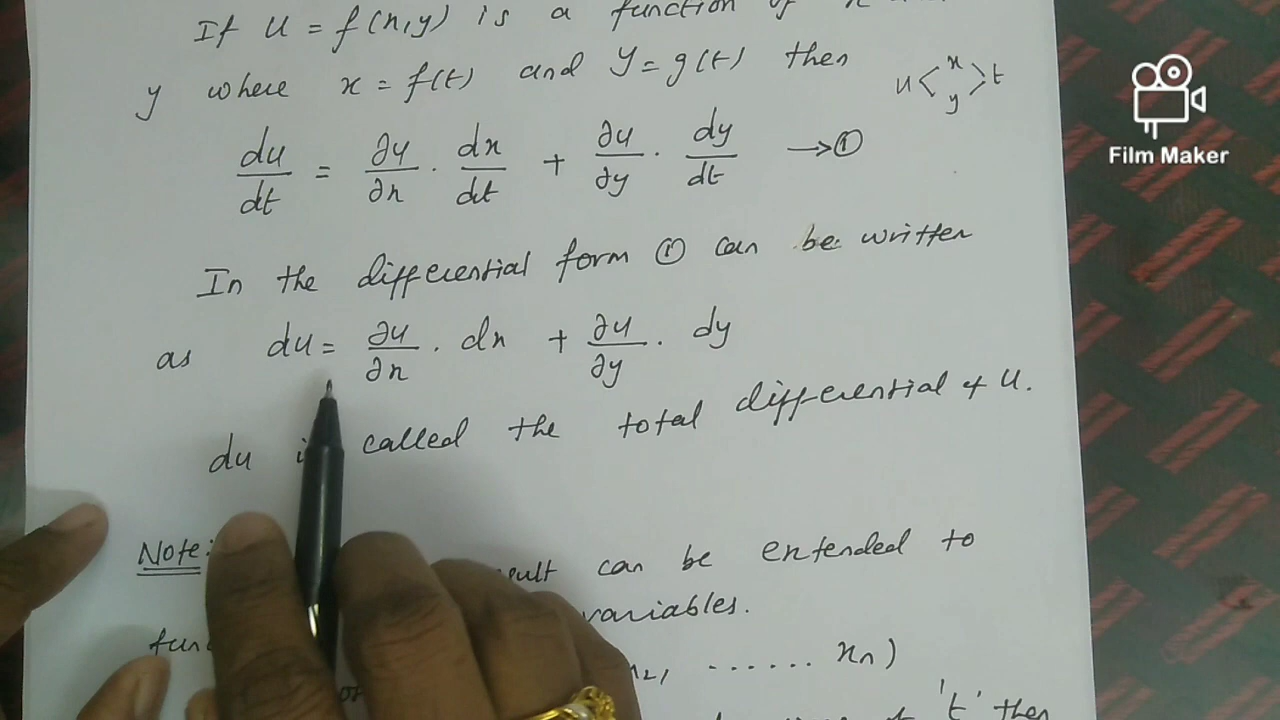 If u = f(x,y) is a function of x
y where x = f(t) and y = g(t) then u < x y > t
du/dt = ∂u/∂x . dx/dt + ∂u/∂y . dy/dt → ①
In the differential form ① can be written
as du = ∂u/∂x . dx + ∂u/∂y . dy
du is called the total differential of u.
Note: can be extended to
variables.
...... xn)
't' then
Film Maker